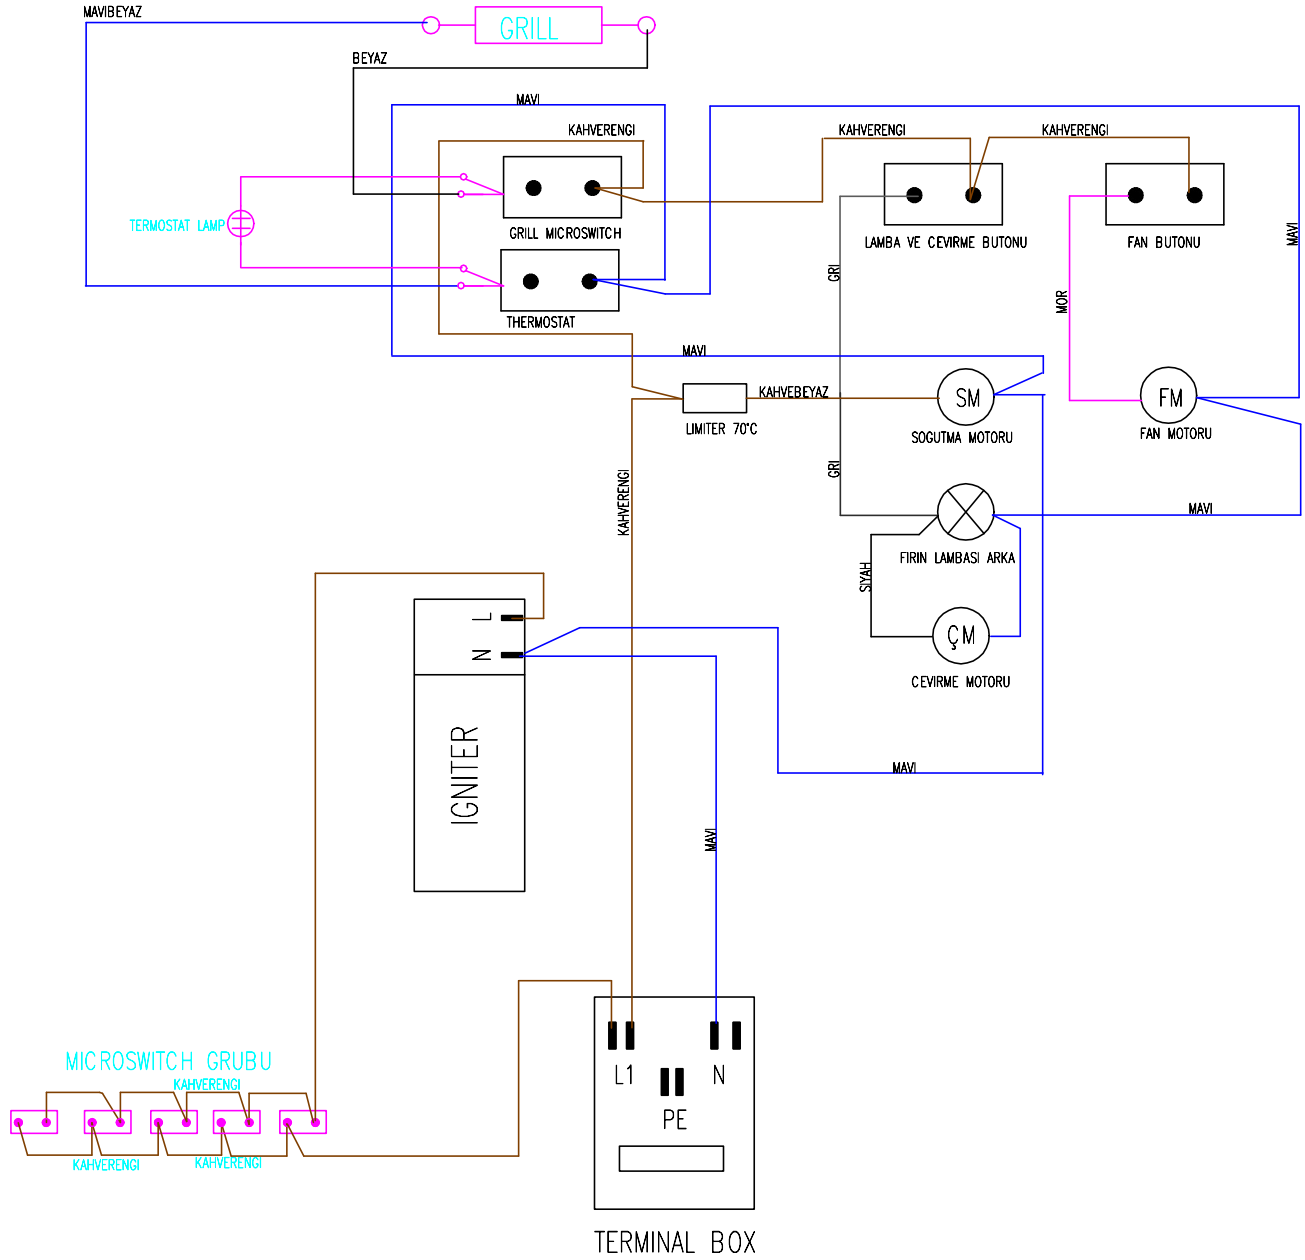 MAVIBEYAZ
GRILL
BEYAZ
MAVI
KAHVERENGI
KAHVERENGI
KAHVERENGI
TERMOSTAT LAMP
GRILL MICROSWITCH
LAMBA VE CEVIRME BUTONU
FAN BUTONU
MAVI
GRI
MOR
THERMOSTAT
MAVI
KAHVEBEYAZ
SM
FM
LIMITER 70°C
SOGUTMA MOTORU
FAN MOTORU
GRI
KAHVERENGI
MAVI
FIRIN LAMBASI ARKA
SIYAH
L
N
ÇM
CEVIRME MOTORU
IGNITER
MAVI
MAVI
MICROSWITCH GRUBU
KAHVERENGI
L1
N
PE
KAHVERENGI
KAHVERENGI
TERMINAL BOX